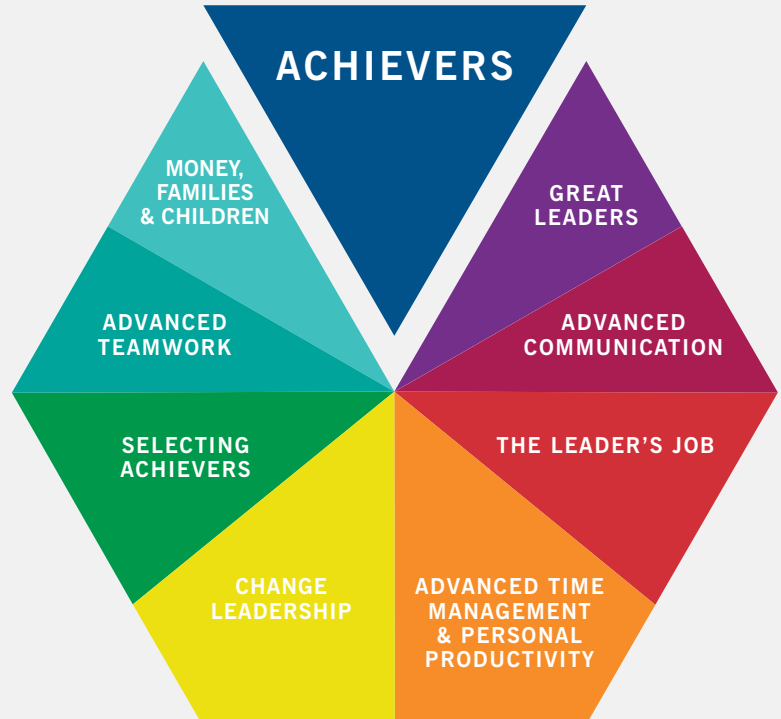 ACHIEVERS
MONEY,
FAMILIES
& CHILDREN
GREAT
LEADERS
ADVANCED
TEAMWORK
ADVANCED
COMMUNICATION
SELECTING
ACHIEVERS
THE LEADER'S JOB
CHANGE
LEADERSHIP
ADVANCED TIME
MANAGEMENT
& PERSONAL
PRODUCTIVITY